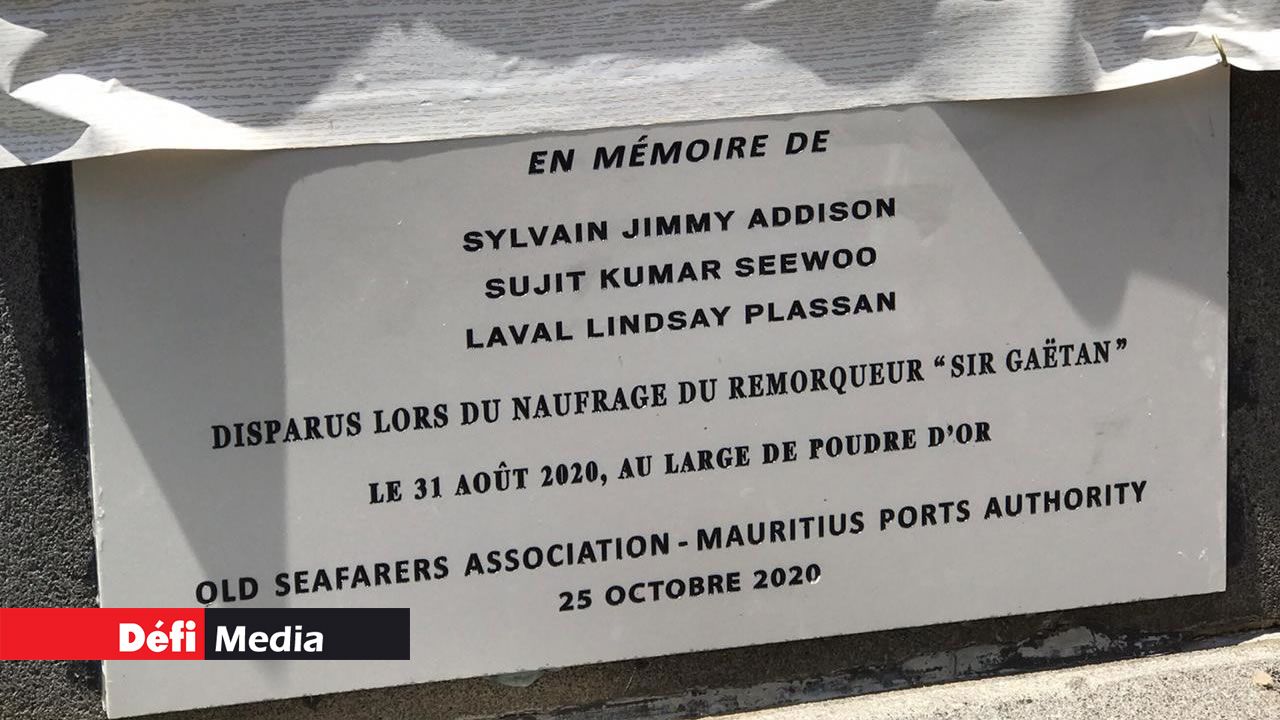 EN MÉMOIRE DE
SYLVAIN JIMMY ADDISON
SUJIT KUMAR SEEWOO
LAVAL LINDSAY PLASSAN
DISPARUS LORS DU NAUFRAGE DU REMORQUEUR “SIR GAËTAN”
LE 31 AOÛT 2020, AU LARGE DE POUDRE D’OR
OLD SEAFARERS ASSOCIATION - MAURITIUS PORTS AUTHORITY
25 OCTOBRE 2020
Défi Media